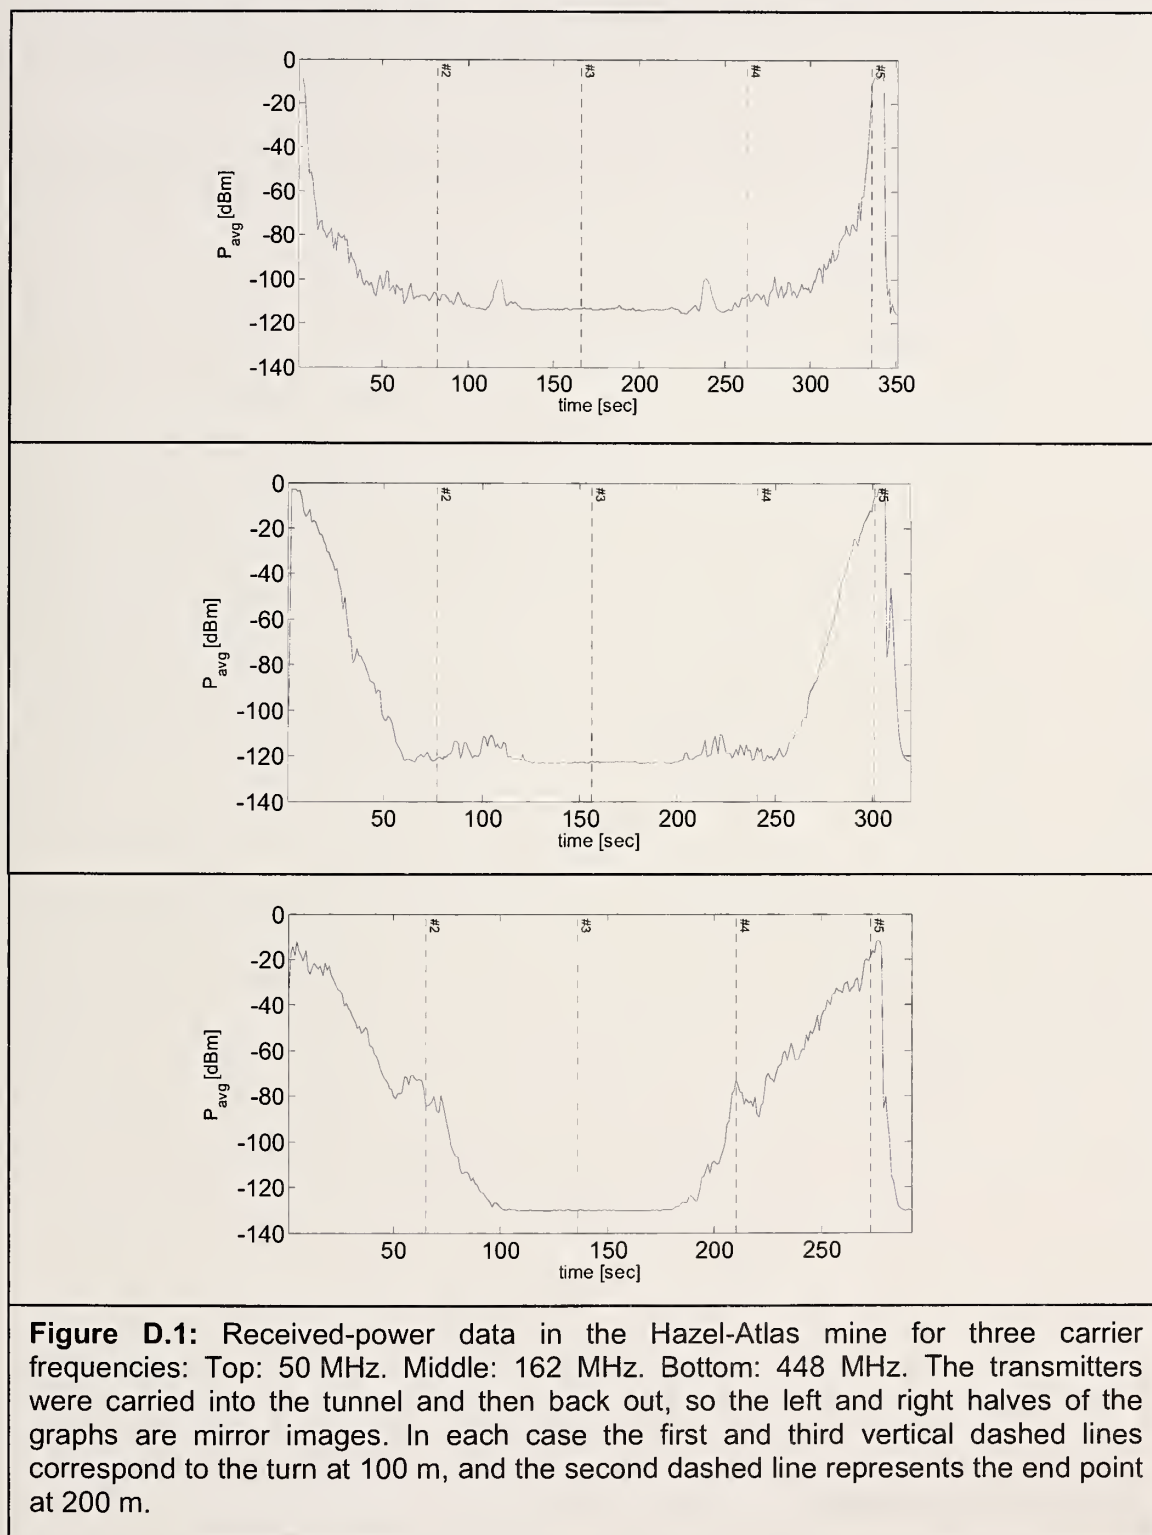 0
-20
-40
-60
-80
-100
-120
-140
P avg [dBm]
#2
#3
#4
#5
50 100 150 200 250 300 350
time [sec]
0
-20
-40
-60
-80
-100
-120
-140
P avg [dBm]
#2
#3
#4
#5
50 100 150 200 250 300
time [sec]
0
-20
-40
-60
-80
-100
-120
-140
P avg [dBm]
#2
#3
#4
#5
50 100 150 200 250
time [sec]
Figure D.1: Received-power data in the Hazel-Atlas mine for three carrier
frequencies: Top: 50 MHz. Middle: 162 MHz. Bottom: 448 MHz. The transmitters
were carried into the tunnel and then back out, so the left and right halves of the
graphs are mirror images. In each case the first and third vertical dashed lines
correspond to the turn at 100 m, and the second dashed line represents the end point
at 200 m.